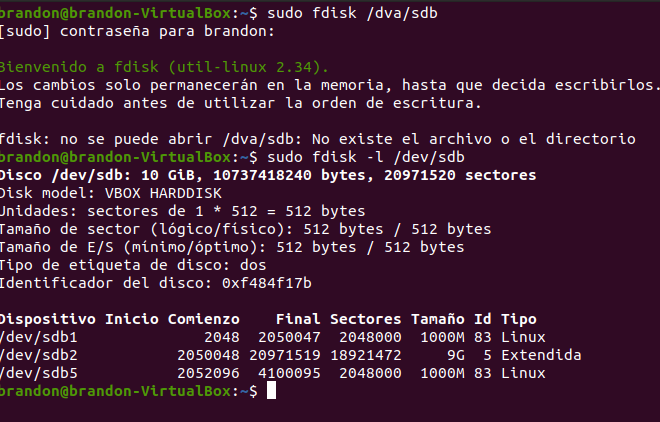 brandon@brandon-VirtualBox:~$ sudo fdisk /dva/sdb
[sudo] contraseña para brandon:
Bienvenido a fdisk (util-linux 2.34).
Los cambios solo permanecerán en la memoria, hasta que decida escribirlos.
Tenga cuidado antes de utilizar la orden de escritura.
fdisk: no se puede abrir /dva/sdb: No existe el archivo o el directorio
brandon@brandon-VirtualBox:~$ sudo fdisk -l /dev/sdb
Disco /dev/sdb: 10 GiB, 10737418240 bytes, 20971520 sectores
Disk model: VBOX HARDDISK
Unidades: sectores de 1 * 512 = 512 bytes
Tamaño de sector (lógico/físico): 512 bytes / 512 bytes
Tamaño de E/S (mínimo/óptimo): 512 bytes / 512 bytes
Tipo de etiqueta de disco: dos
Identificador del disco: 0xf484f17b
Dispositivo Inicio Comienzo Final Sectores Tamaño Id Tipo
/dev/sdb1 2048 2050047 2048000 1000M 83 Linux
/dev/sdb2 2050048 20971519 18921472 9G 5 Extendida
/dev/sdb5 2052096 4100095 2048000 1000M 83 Linux
brandon@brandon-VirtualBox:~$